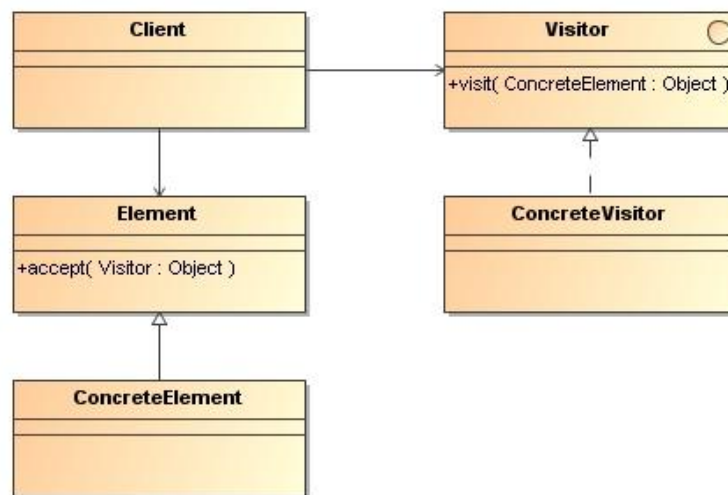 Client
Visitor
+visit( ConcreteElement : Object )
Element
+accept( Visitor : Object )
ConcreteVisitor
ConcreteElement